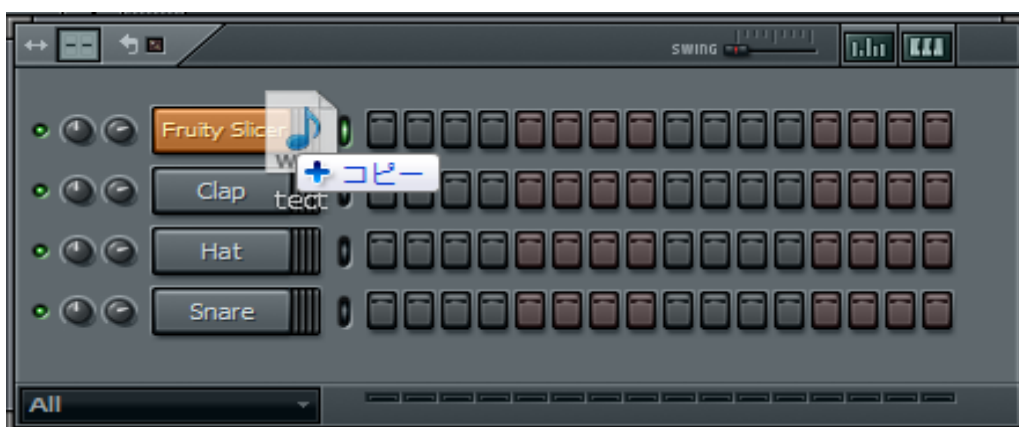 SWING
Fruity Slicer
コピー
Clap
tect
Hat
Snare
All